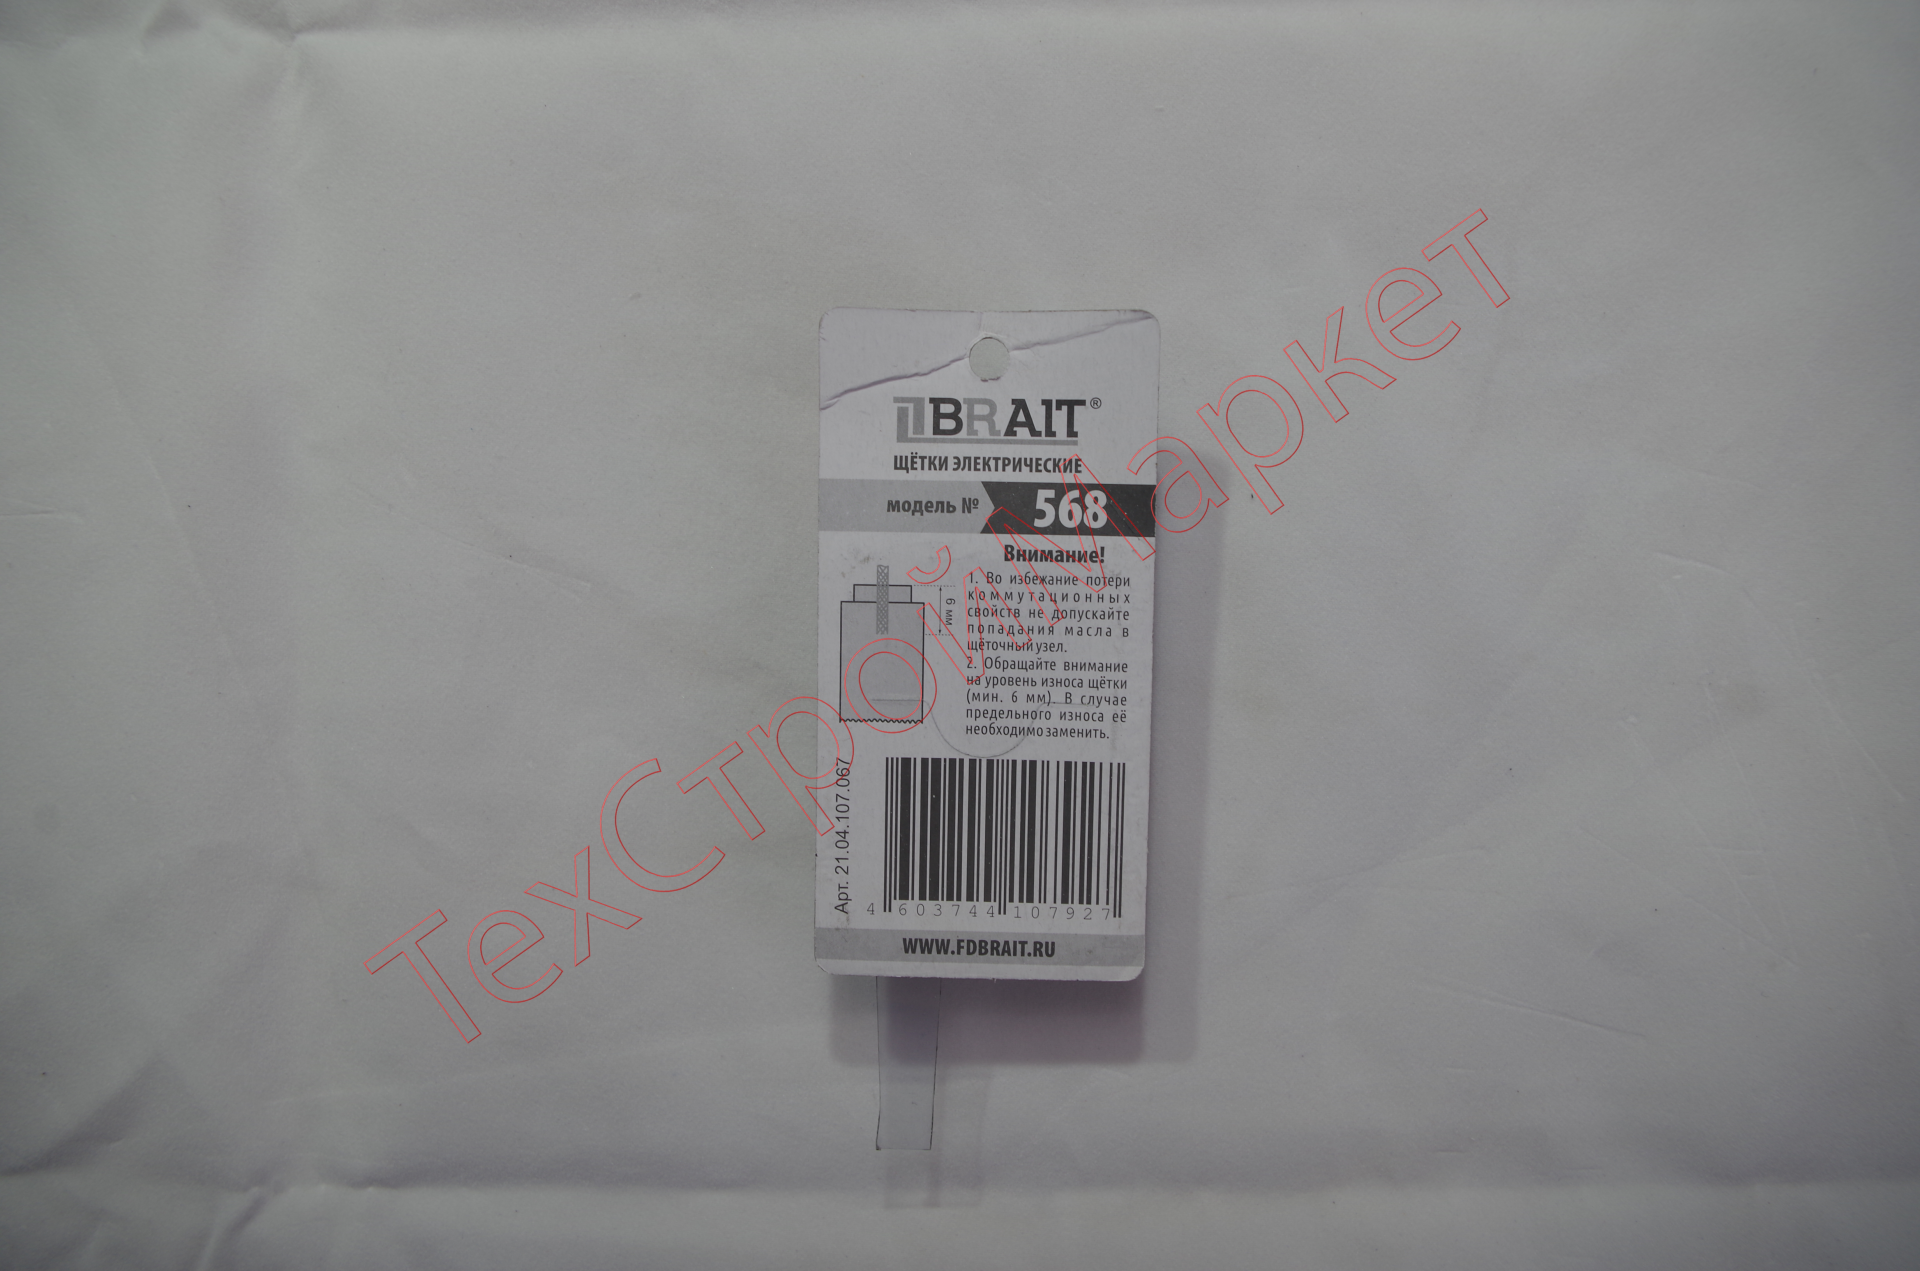 BRAIT®
ЩЁТКИ ЭЛЕКТРИЧЕСКИЕ
модель № 568
Внимание!
1. Во избежание потери
коммутационных
свойств не допускайте
попадания масла в
щёточный узел.
2. Обращайте внимание
на уровень износа щётки
(мин. 6 мм). В случае
предельного износа её
необходимо заменить.
6 мм
Арт. 21.04.107.067
4 603744 107927
WWW.FDBRAIT.RU
ТехСтройМаркет